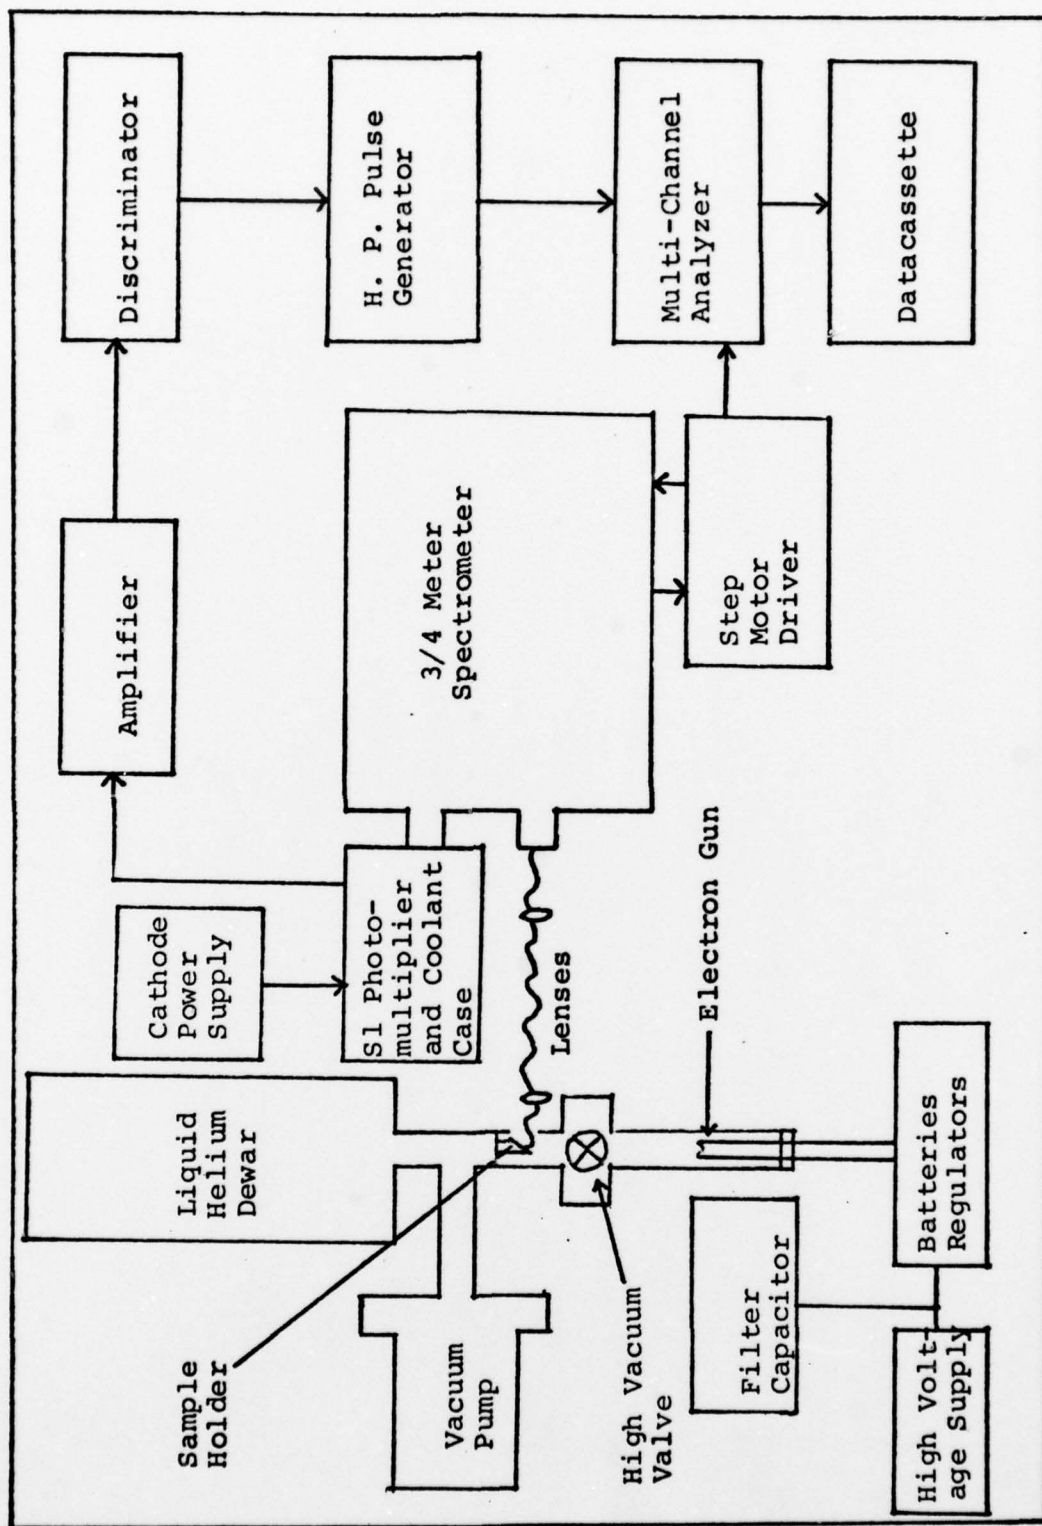 Discriminator
H. P. Pulse
Generator
Multi-Channel
Analyzer
Datacassette
Amplifier
3/4 Meter
Spectrometer
Step
Motor
Driver
Cathode
Power
Supply
S1 Photo-
multiplier
and Coolant
Case
Lenses
Electron Gun
Liquid
Helium
Dewar
Batteries
Regulators
Sample
Holder
Vacuum
Pump
High Vacuum
Valve
Filter
Capacitor
High Volt-
age Supply